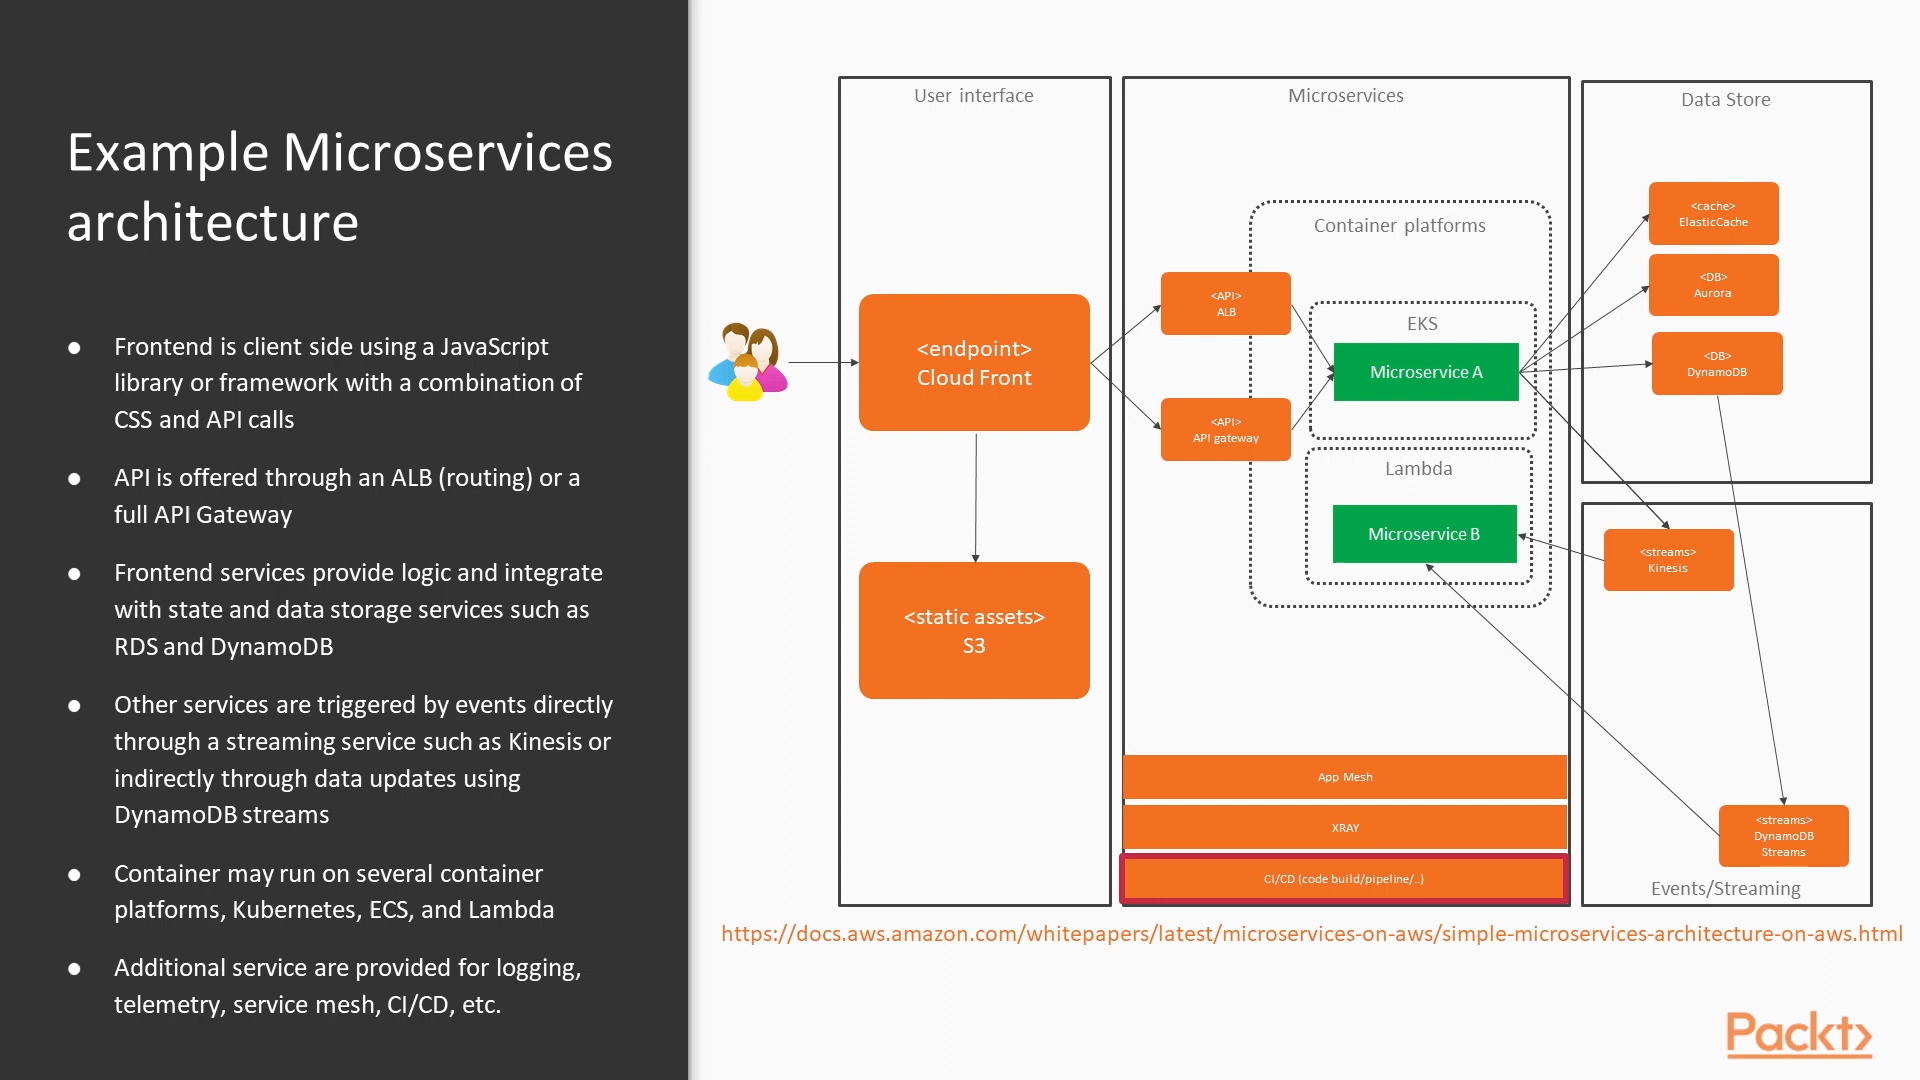 Example Microservices
architecture
Frontend is client side using a JavaScript
library or framework with a combination of
CSS and API calls
API is offered through an ALB (routing) or a
full API Gateway
Frontend services provide logic and integrate
with state and data storage services such as
RDS and DynamoDB
Other services are triggered by events directly
through a streaming service such as Kinesis or
indirectly through data updates using
DynamoDB streams
Container may run on several container
platforms, Kubernetes, ECS, and Lambda
Additional service are provided for logging,
telemetry, service mesh, CI/CD, etc.
User interface
<endpoint>
Cloud Front
<static assets>
S3
Microservices
Container platforms
<API>
ALB
<API>
API gateway
EKS
Microservice A
Lambda
Microservice B
App Mesh
XRAY
CI/CD (code build/pipeline/..)
Data Store
<cache>
ElasticCache
<DB>
Aurora
<DB>
DynamoDB
<streams>
Kinesis
<streams>
DynamoDB
Streams
Events/Streaming
https://docs.aws.amazon.com/whitepapers/latest/microservices-on-aws/simple-microservices-architecture-on-aws.html
Packt>